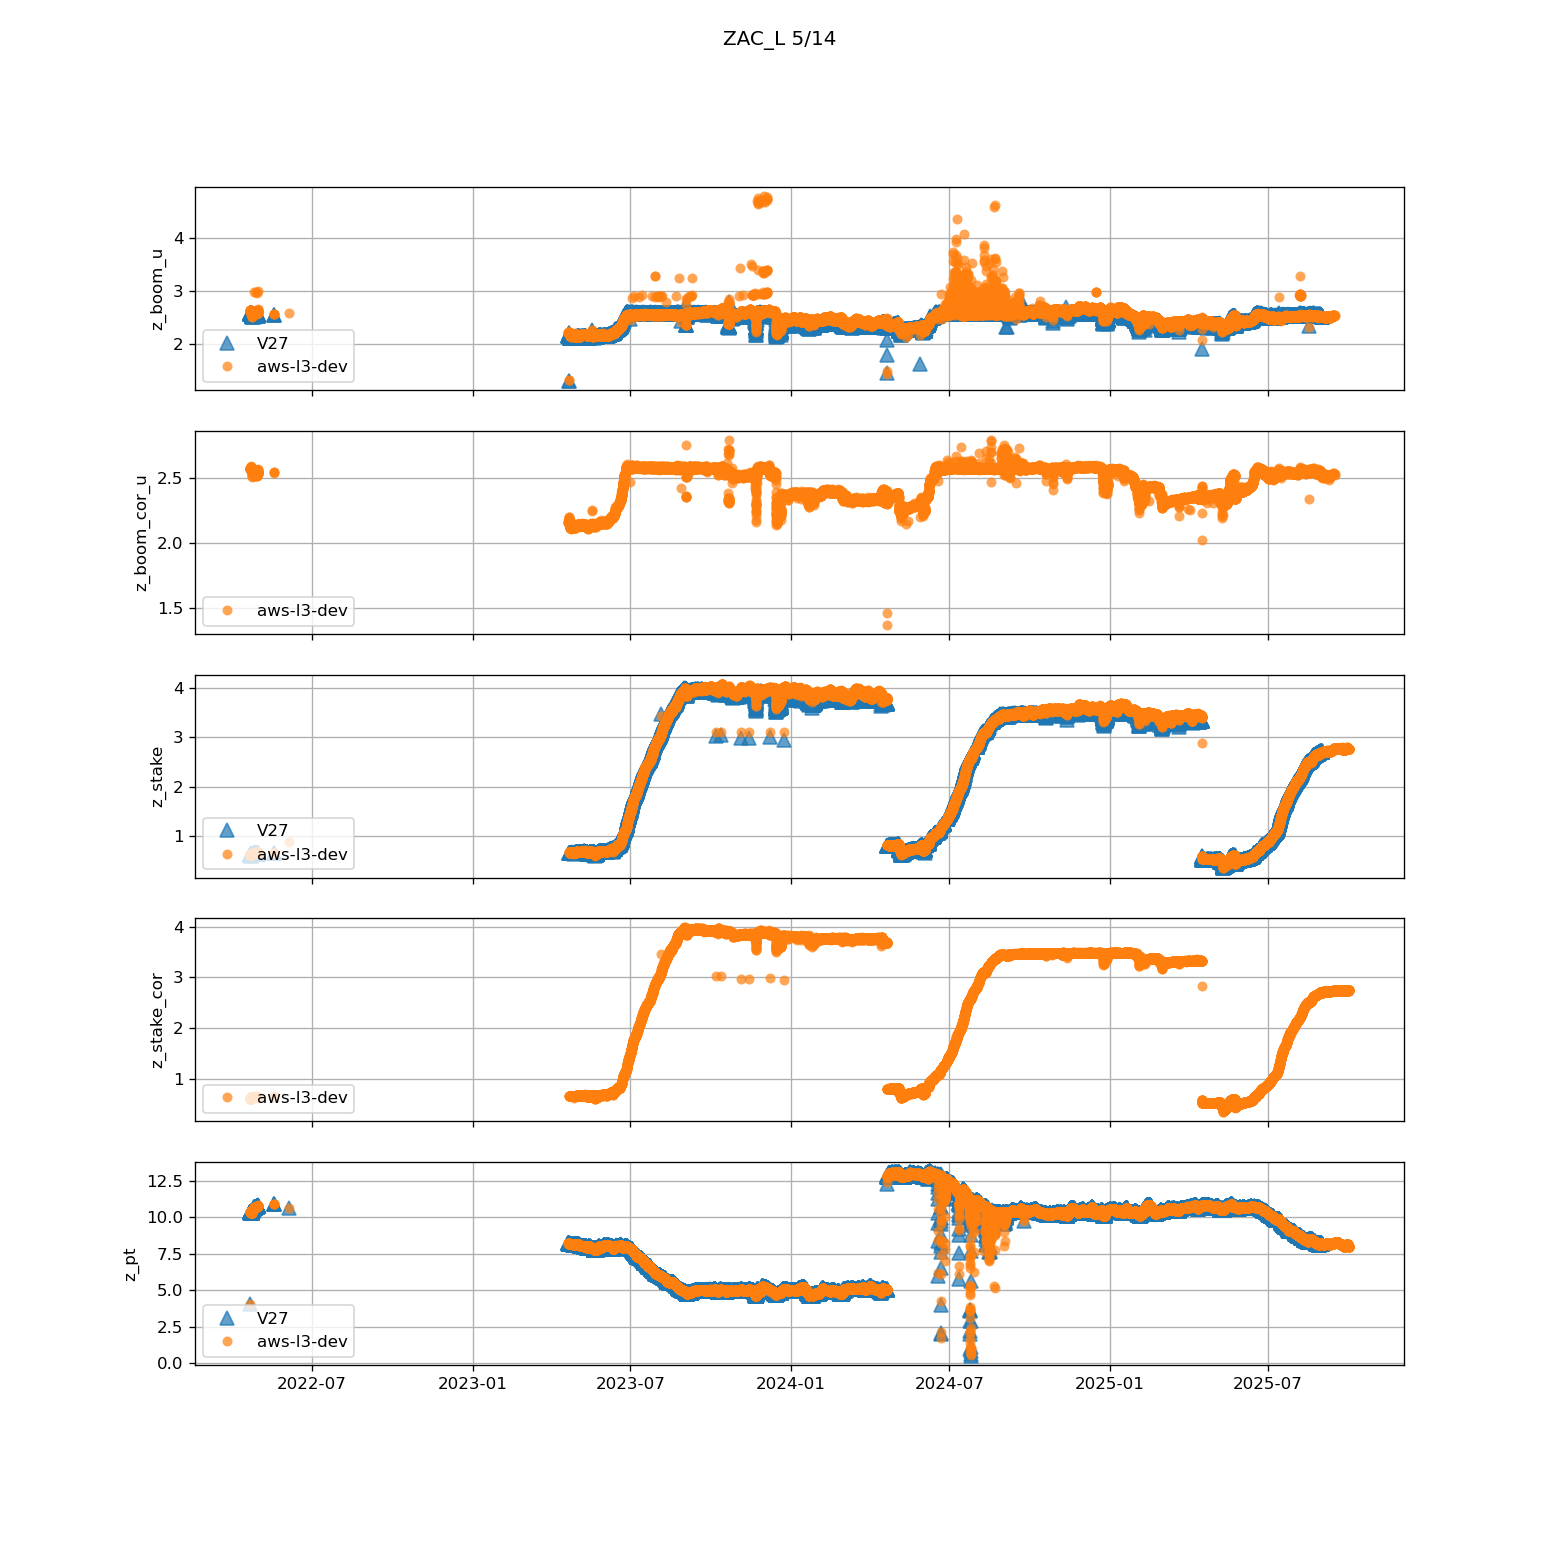 ZAC_L 5/14
z_boom_u
4
3
2
V27
aws-l3-dev
z_boom_cor_u
2.5
2.0
1.5
aws-l3-dev
z_stake
4
3
2
1
V27
aws-l3-dev
z_stake_cor
4
3
2
1
aws-l3-dev
z_pt
12.5
10.0
7.5
5.0
2.5
0.0
V27
aws-l3-dev
2022-07 2023-01 2023-07 2024-01 2024-07 2025-01 2025-07